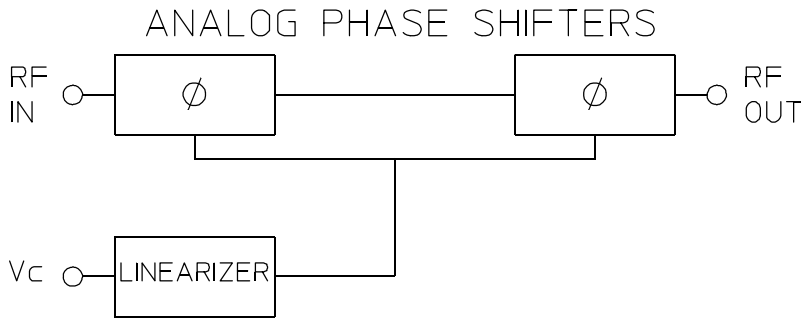 ANALOG PHASE SHIFTERS
RF
IN
ϕ
ϕ
RF
OUT
Vc
LINEARIZER